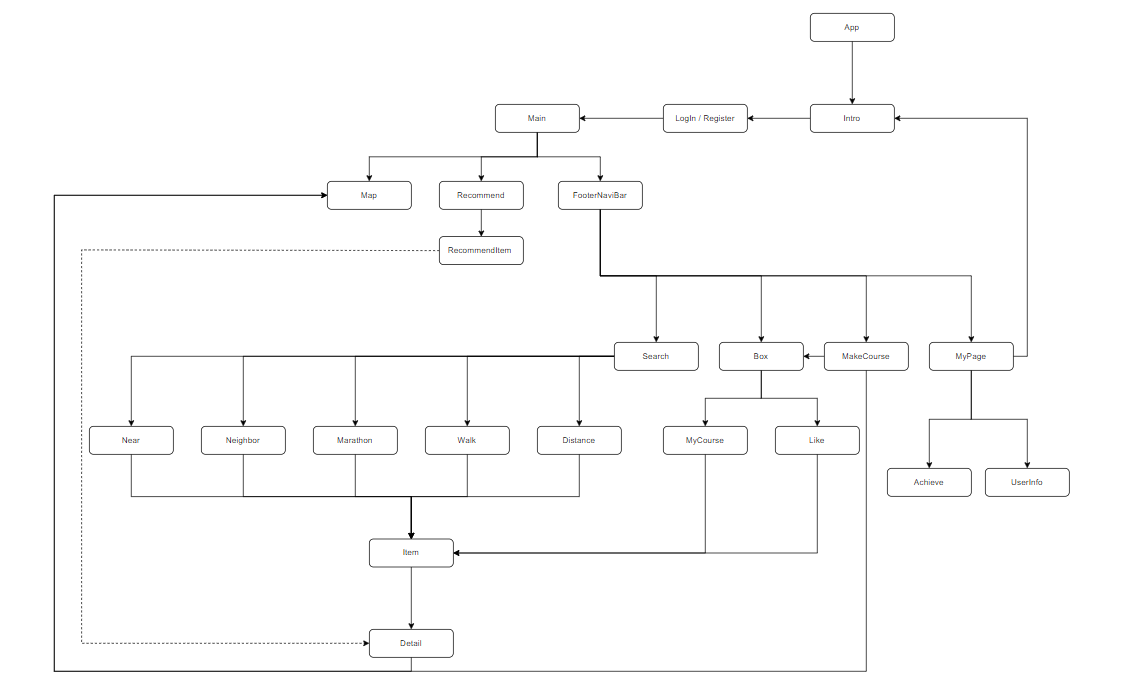 App
Main
LogIn / Register
Intro
Map
Recommend
FooterNaviBar
RecommendItem
Search
Box
MakeCourse
MyPage
Near
Neighbor
Marathon
Walk
Distance
MyCourse
Like
Achieve
UserInfo
Item
Detail